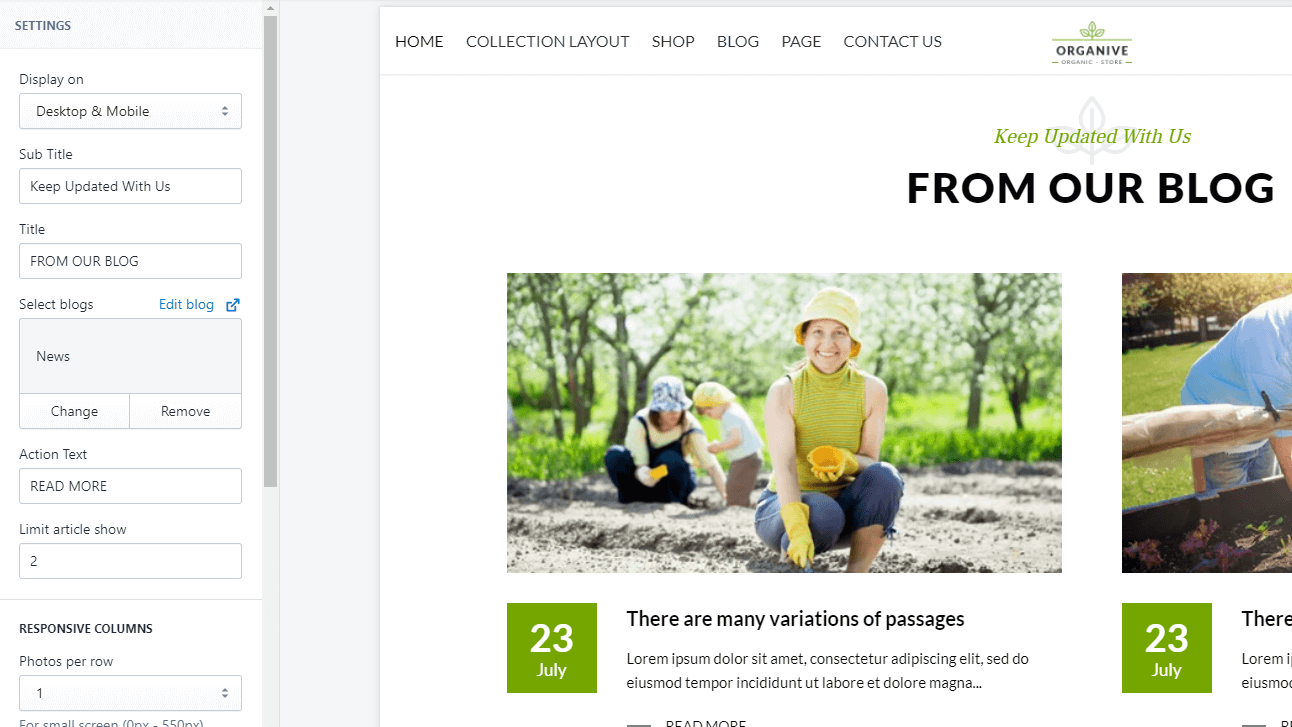 SETTINGS
Display on
Desktop & Mobile
Sub Title
Keep Updated With Us
Title
FROM OUR BLOG
Select blogs Edit blog
News
Change Remove
Action Text
READ MORE
Limit article show
2
RESPONSIVE COLUMNS
Photos per row
1
For small screen (0px - 550px)
HOME COLLECTION LAYOUT SHOP BLOG PAGE CONTACT US
ORGANIVE
ORGANIC - STORE
Keep Updated With Us
FROM OUR BLOG
23
July
There are many variations of passages
Lorem ipsum dolor sit amet, consectetur adipiscing elit, sed do
eiusmod tempor incididunt ut labore et dolore magna...
READ MORE
23
July
There
Lorem
eiusmod